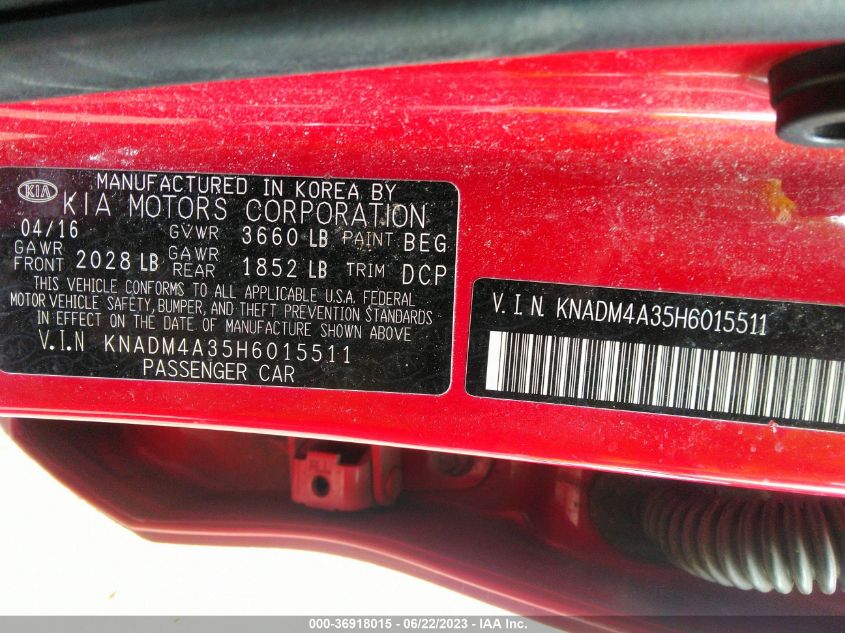 KIA
MANUFACTURED IN KOREA BY
KIA MOTORS CORPORATION
04/16 GVWR 3660 LB PAINT BEG
GAWR FRONT 2028 LB GAWR REAR 1852 LB TRIM DCP
THIS VEHICLE CONFORMS TO ALL APPLICABLE U.S.A. FEDERAL
MOTOR VEHICLE SAFETY, BUMPER, AND THEFT PREVENTION STANDARDS
IN EFFECT ON THE DATE OF MANUFACTURE SHOWN ABOVE
V.I.N KNADM4A35H6015511
PASSENGER CAR
V.I.N. KNADM4A35H6015511
000-36918015 - 06/22/2023 - IAA Inc.